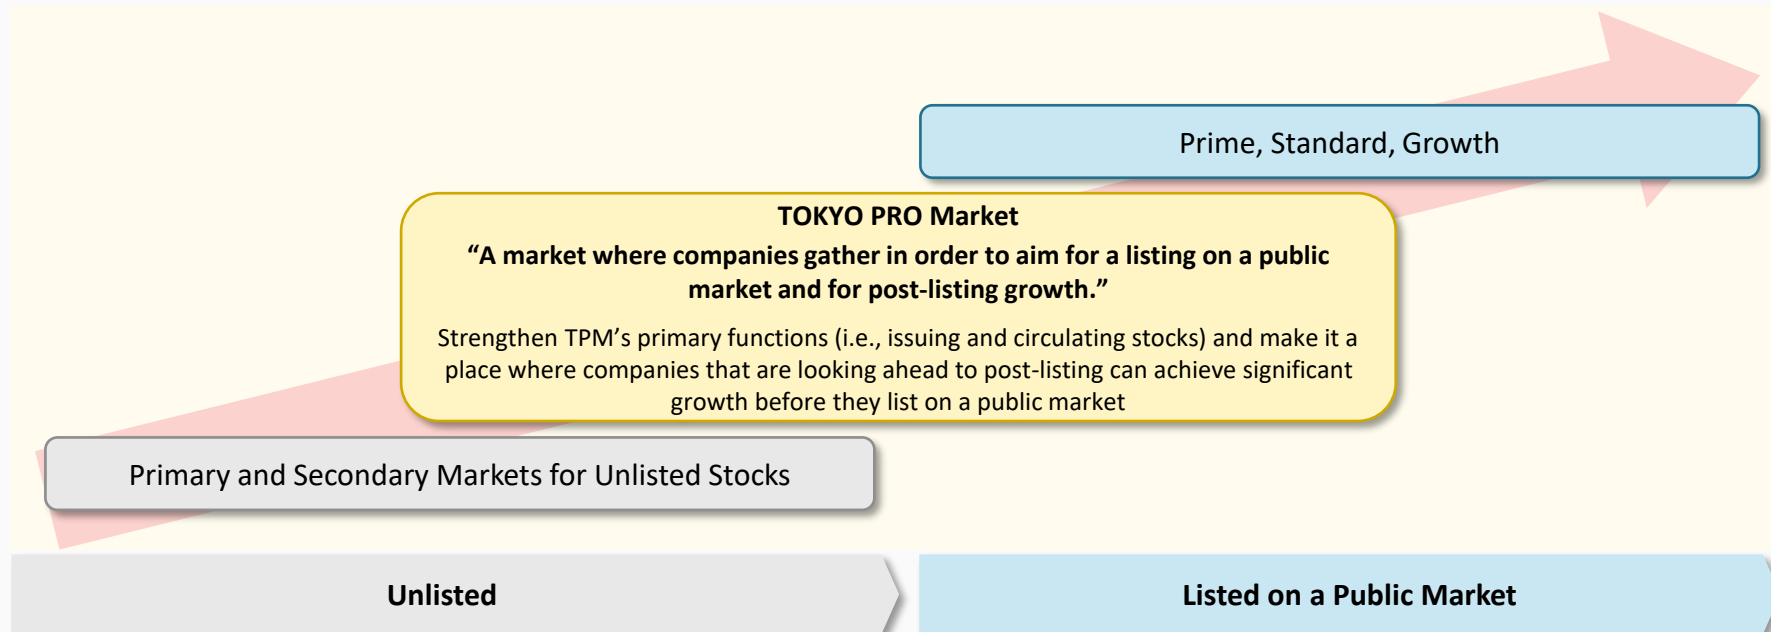 Prime, Standard, Growth
TOKYO PRO Market
“A market where companies gather in order to aim for a listing on a public
market and for post-listing growth.”
Strengthen TPM’s primary functions (i.e., issuing and circulating stocks) and make it a
place where companies that are looking ahead to post-listing can achieve significant
growth before they list on a public market
Primary and Secondary Markets for Unlisted Stocks
Unlisted
Listed on a Public Market